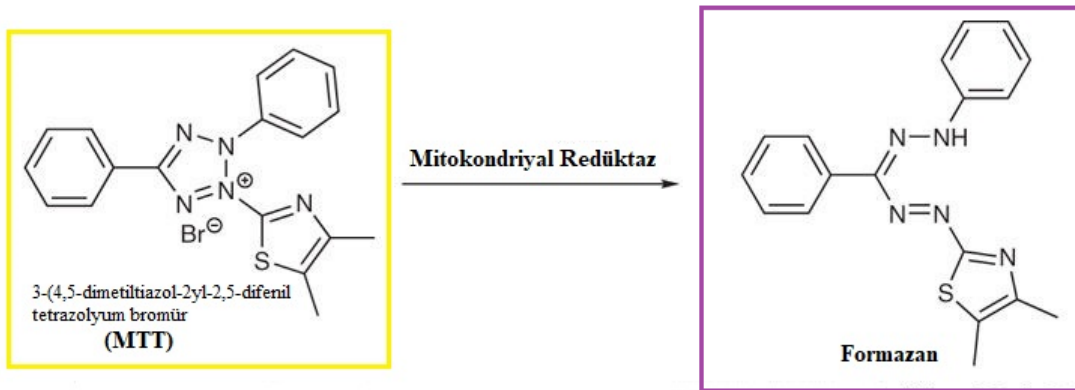 N
N
N
N
⊕
Br⊖
N
S
3-(4,5-dimetiltiazol-2yl-2,5-difenil
tetrazolyum bromür
(MTT)
Mitokondriyal Redüktaz
N
NH
N=N
N
S
Formazan